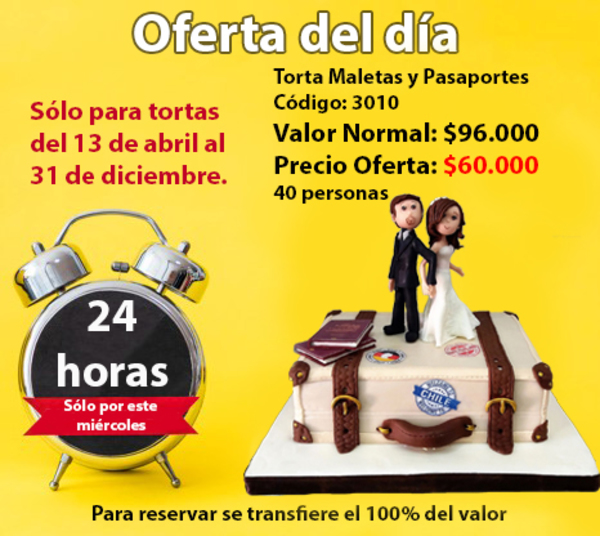 Oferta del día
Torta Maletas y Pasaportes
Código: 3010
Valor Normal: $96.000
Precio Oferta: $60.000
40 personas
Sólo para tortas
del 13 de abril al
31 de diciembre.
24
horas
Sólo por este
miércoles
CHILE
Para reservar se transfiere el 100% del valor